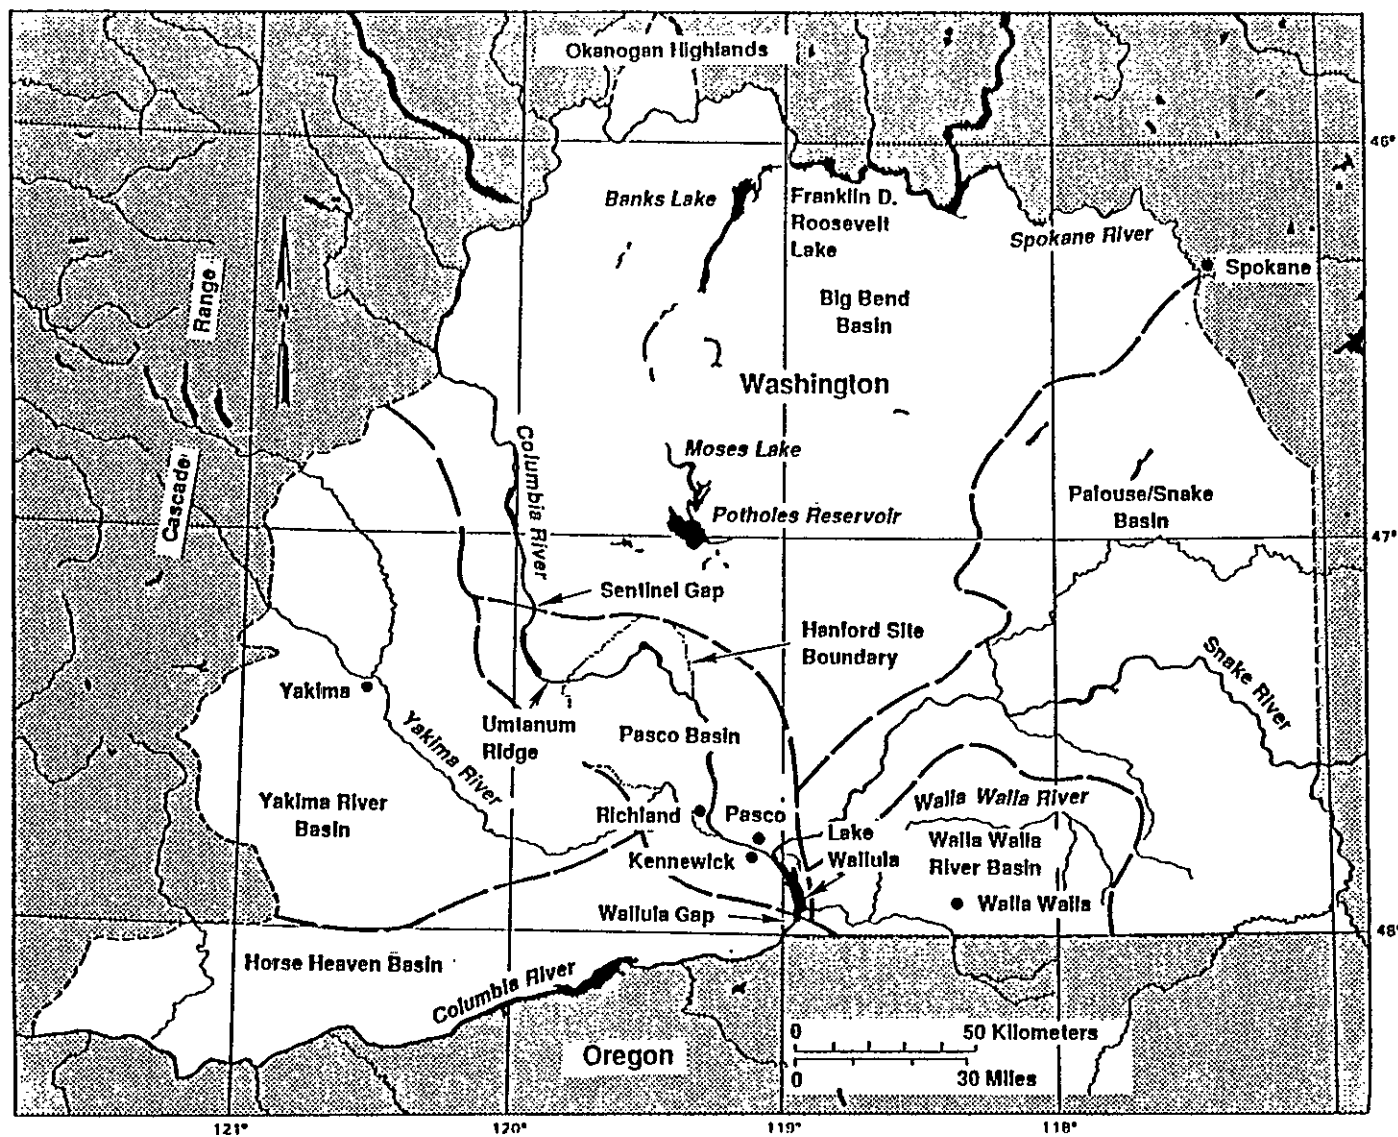 Okanogan Highlands
46°
Banks Lake
Franklin D.
Roosevelt
Lake
Spokane River
Spokane
Range
N
Big Bend
Basin
Washington
Columbia River
Moses Lake
Cascade
Palouse/Snake
Basin
Potholes Reservoir
47°
Sentinel Gap
Hanford Site
Boundary
Snake River
Yakima
Umtanum
Ridge
Pasco Basin
Yakima River
Yakima River
Basin
Richland
Pasco
Walla Walla River
Lake
Wallula
Walla Walla
River Basin
Kennewick
Walla Walla
Wallula Gap
48°
Horse Heaven Basin
Columbia River
0 50 Kilometers
Oregon
0 30 Miles
121°
120°
119°
118°